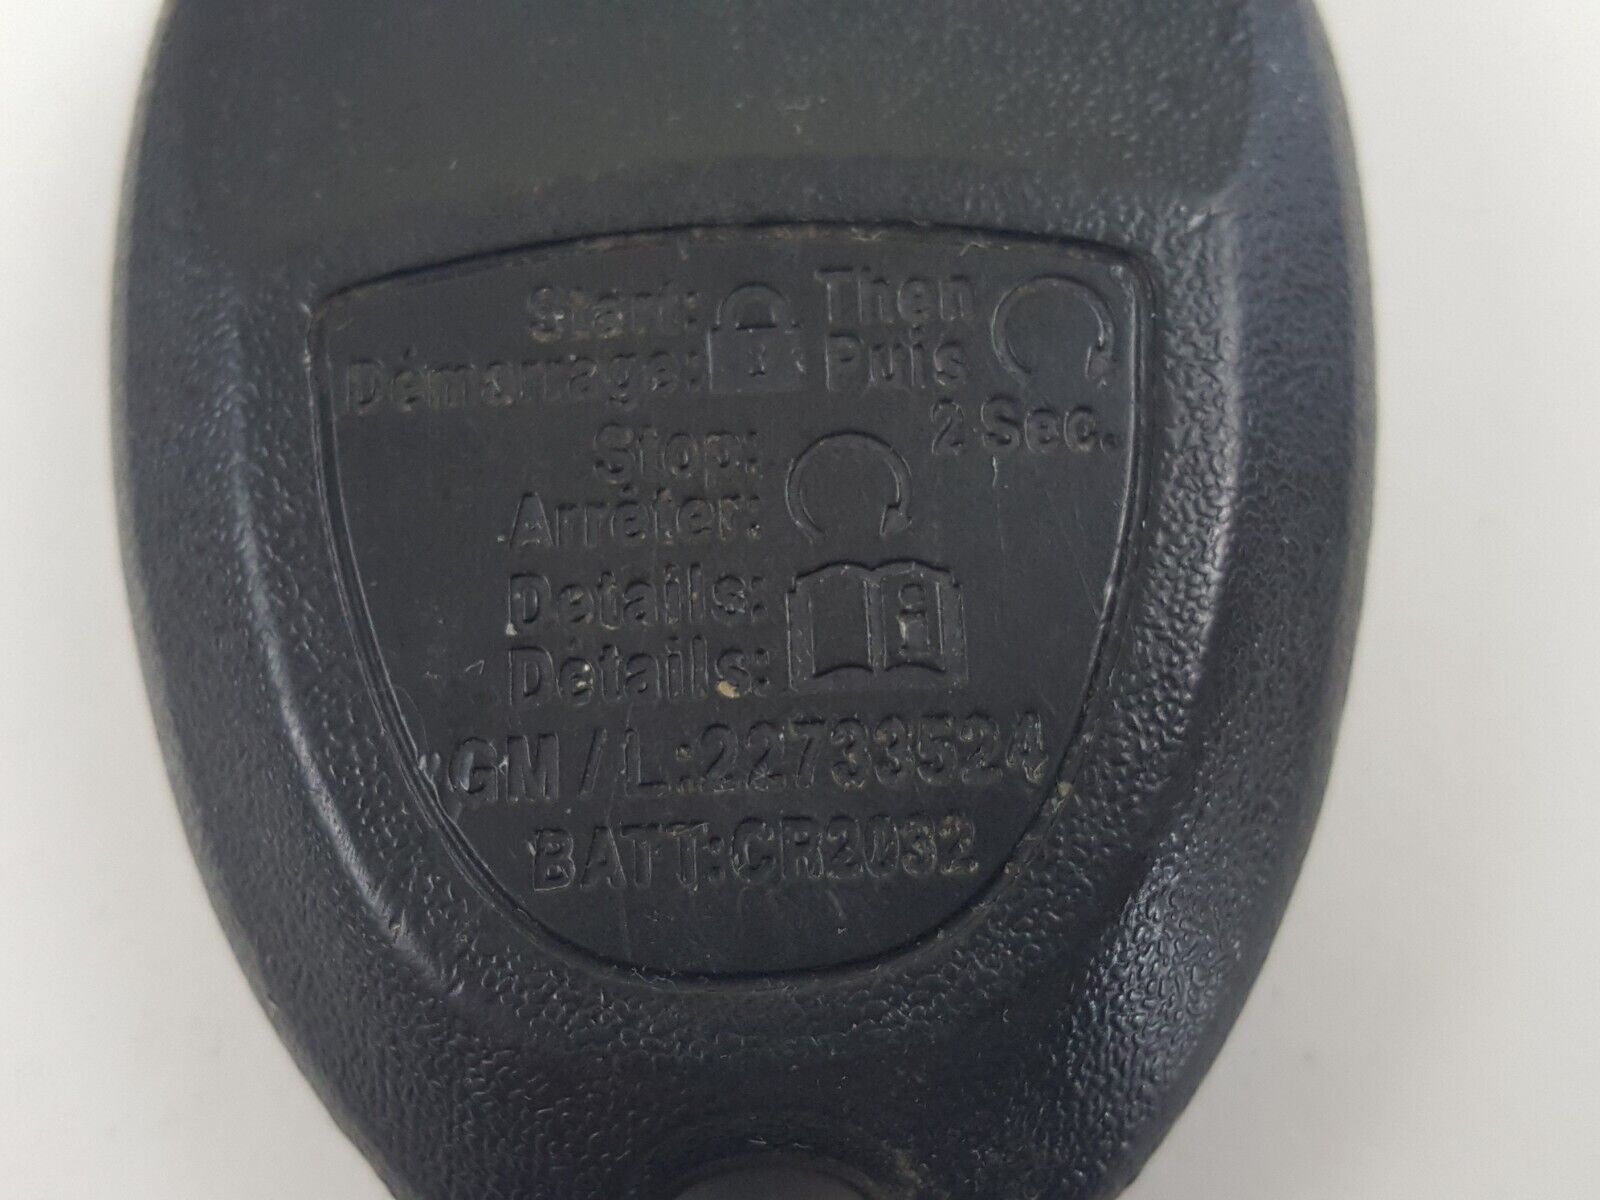 Start: Then
Démarrage: Puis
2 Sec.
Stop:
Arrêter:
Details:
Détails:
GM / L.:22733524
BATT:CR2032